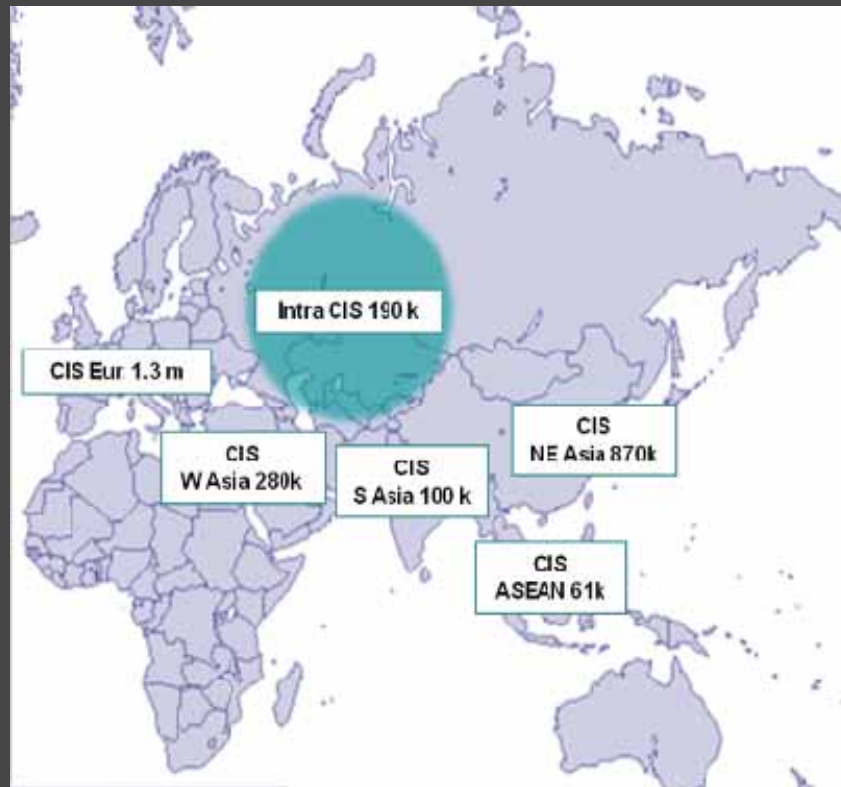 Intra CIS 190 k
CIS Eur 1.3 m
CIS
W Asia 280k
CIS
S Asia 100 k
CIS
NE Asia 870k
CIS
ASEAN 61k